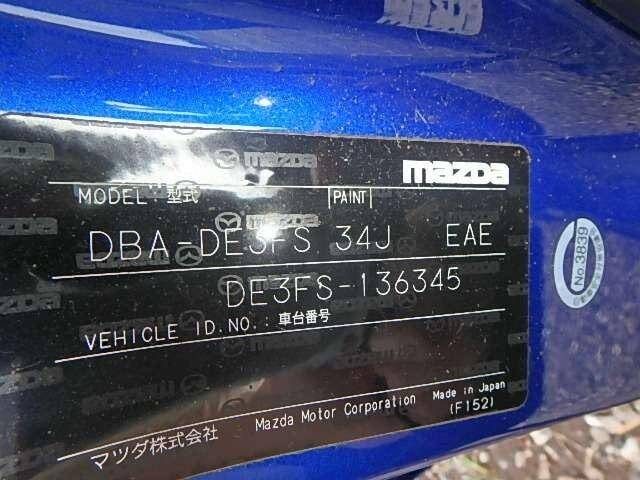 mazda
MODEL 型式 PAINT
DBA-DE3FS 34J EAE
DE3FS-136345
VEHICLE ID.NO.:車台番号
マツダ株式会社 Mazda Motor Corporation Made in Japan
(F152)
No.3839